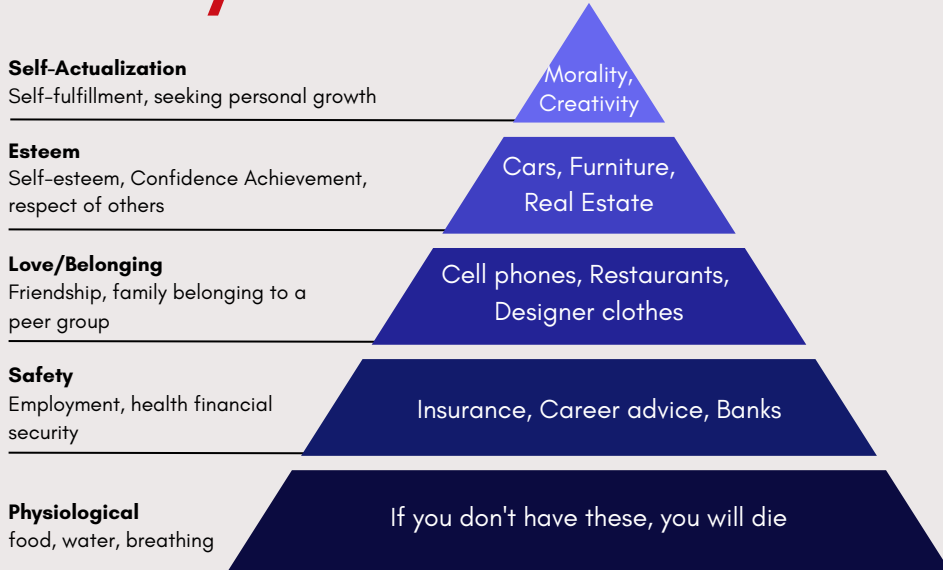 Self-Actualization
Self-fulfillment, seeking personal growth
Morality,
Creativity
Esteem
Self-esteem, Confidence Achievement,
respect of others
Cars, Furniture,
Real Estate
Love/Belonging
Friendship, family belonging to a
peer group
Cell phones, Restaurants,
Designer clothes
Safety
Employment, health financial
security
Insurance, Career advice, Banks
Physiological
food, water, breathing
If you don't have these, you will die